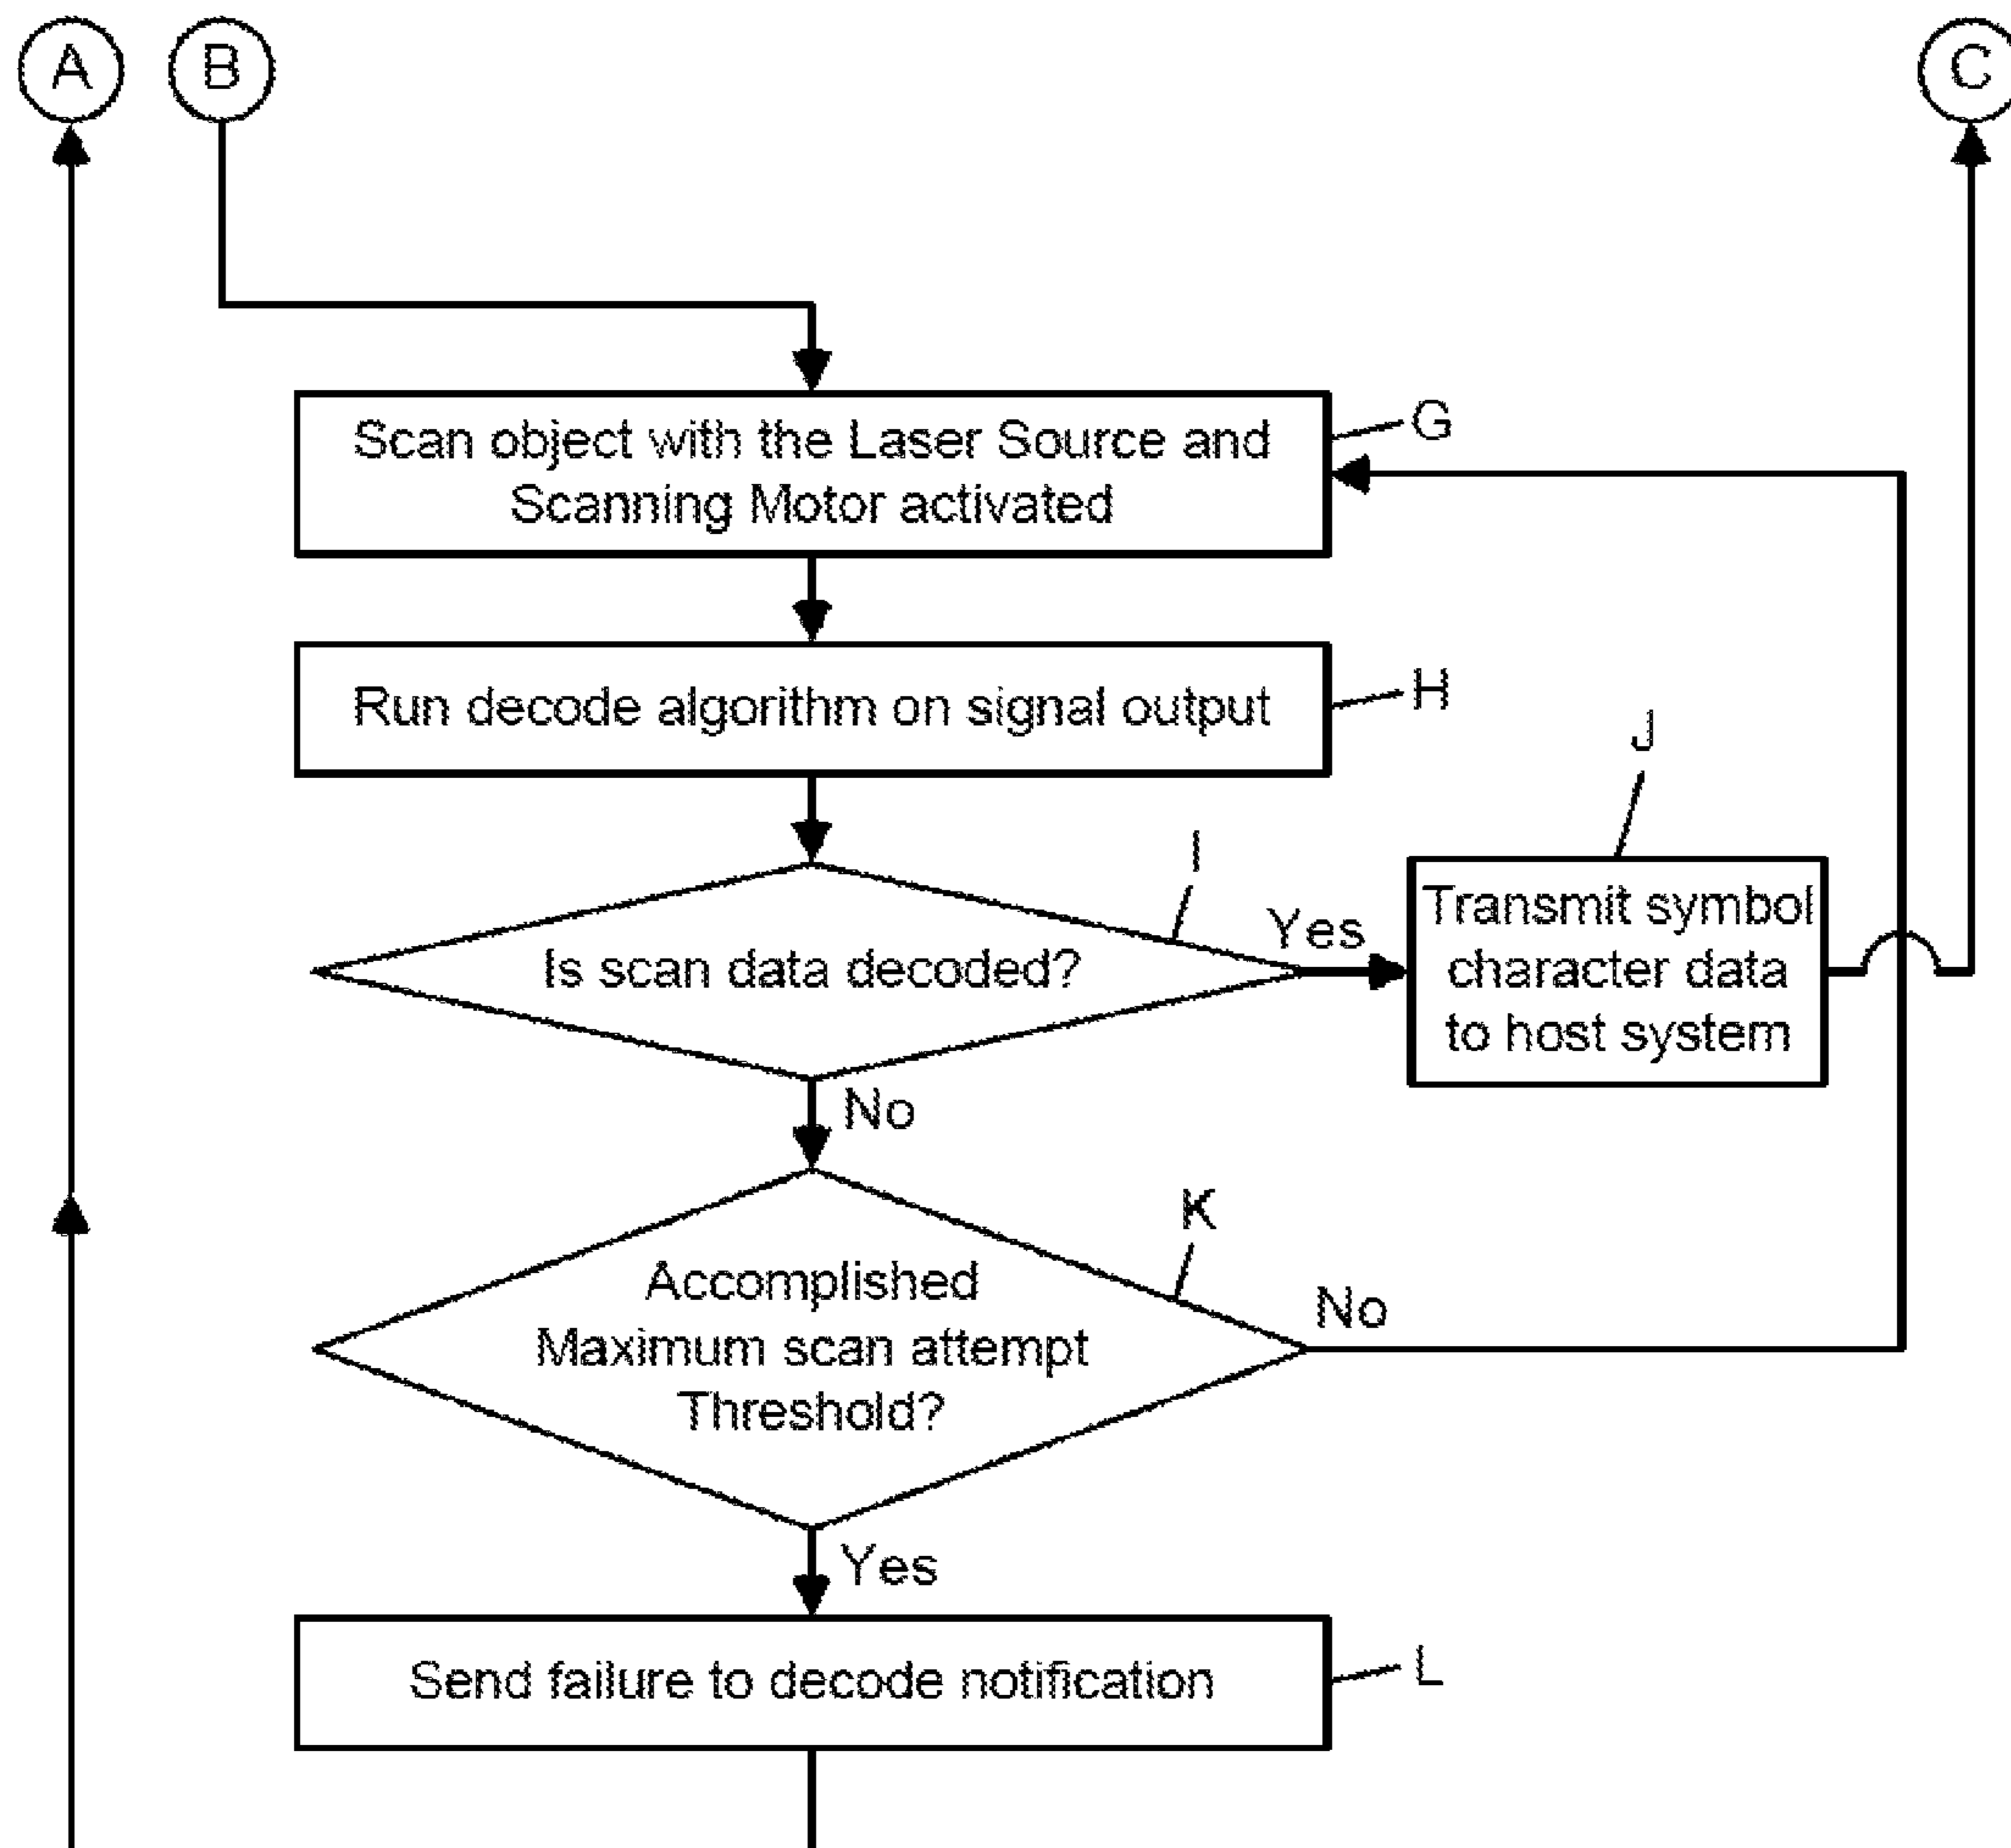 A
B
C
Scan object with the Laser Source and
Scanning Motor activated
G
Run decode algorithm on signal output
H
J
I
Is scan data decoded?
Yes
Transmit symbol
character data
to host system
No
K
Accomplished
Maximum scan attempt
Threshold?
No
Yes
Send failure to decode notification
L